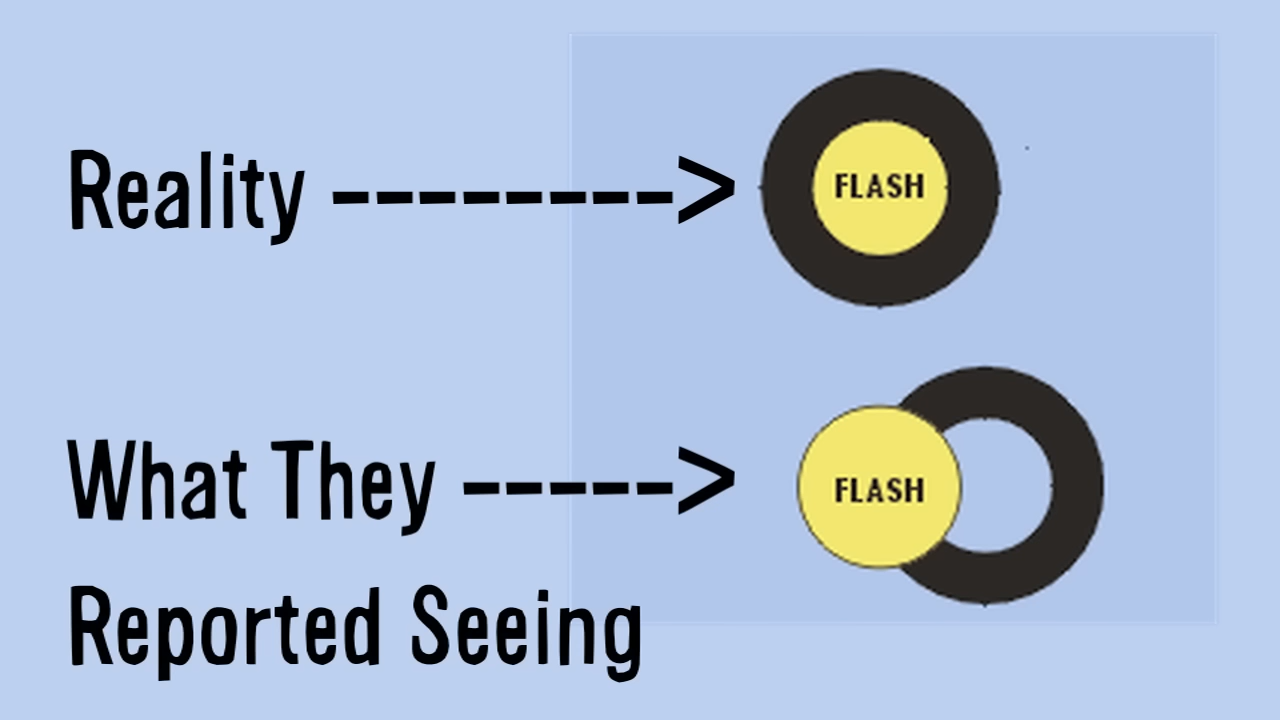 Reality -------->
FLASH
What They ----->
FLASH
Reported Seeing